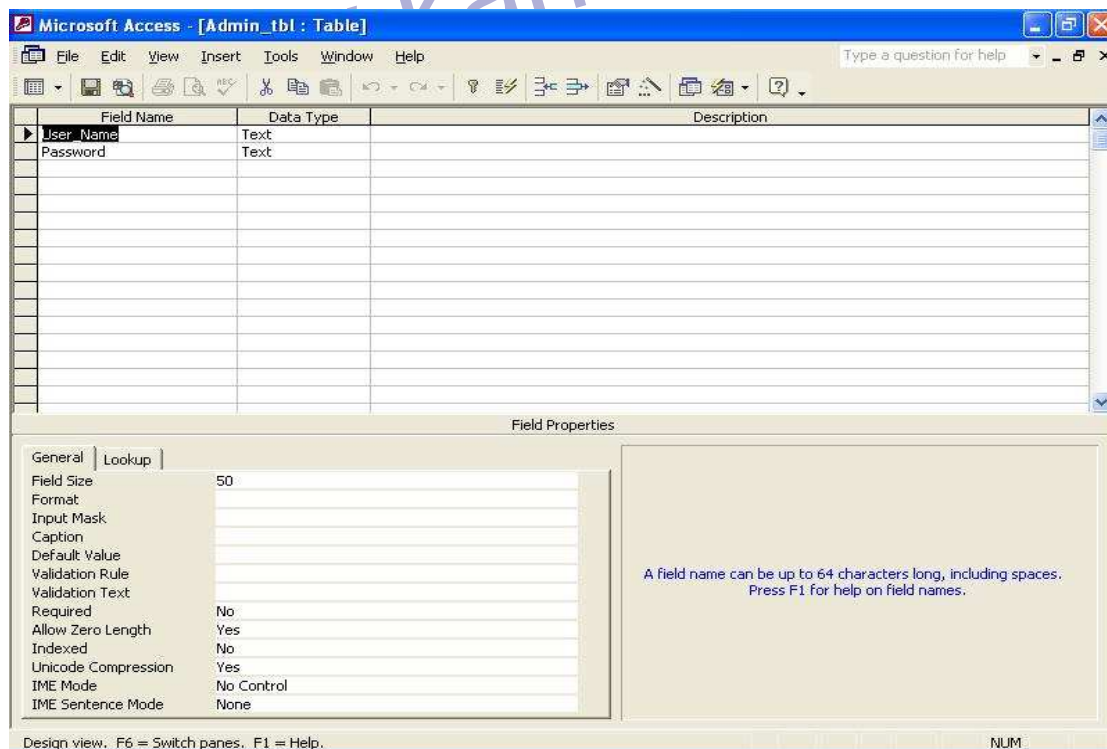 Microsoft Access - [Admin_tbl : Table]
File Edit View Insert Tools Window Help Type a question for help
Field Name Data Type Description
User_Name Text
Password Text
Field Properties
General Lookup
Field Size 50
Format
Input Mask
Caption
Default Value
Validation Rule
Validation Text
Required No
Allow Zero Length Yes
Indexed No
Unicode Compression Yes
IME Mode No Control
IME Sentence Mode None
A field name can be up to 64 characters long, including spaces.
Press F1 for help on field names.
Design view. F6 = Switch panes. F1 = Help. NUM